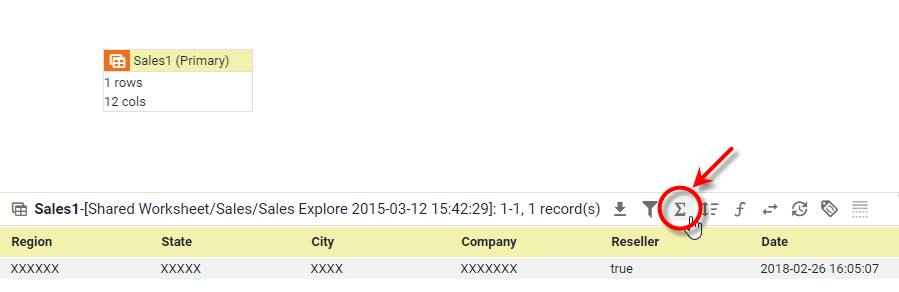 Sales1 (Primary)
1 rows
12 cols
Sales1-[Shared Worksheet/Sales/Sales Explore 2015-03-12 15:42:29]: 1-1, 1 record(s)
Region State City Company Reseller Date
XXXXXX XXXXX XXXX XXXXXXX true 2018-02-26 16:05:07